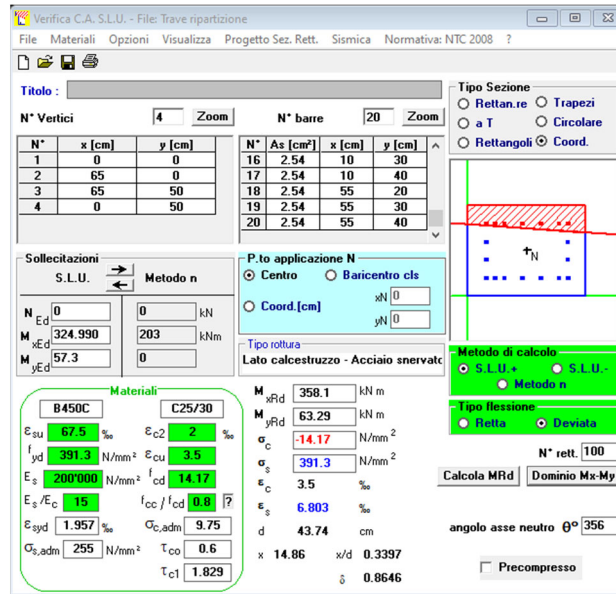 Verifica C.A. S.L.U. - File: Trave ripartizione
File Materiali Opzioni Visualizza Progetto Sez. Rett. Sismica Normativa: NTC 2008 ?
Titolo :
N° Vertici 4 Zoom N° barre 20 Zoom
N° x [cm] y [cm]
1 0 0
2 65 0
3 65 50
4 0 50
N° As [cm²] x [cm] y [cm]
16 2.54 10 30
17 2.54 10 40
18 2.54 55 20
19 2.54 55 30
20 2.54 55 40
Tipo Sezione
Rettan.re Trapezi
a T Circolare
Rettangoli Coord.
N
Sollecitazioni
S.L.U. Metodo n
N Ed 0 0 kN
M xEd 324.990 203 kNm
M yEd 57.3 0
P.to applicazione N
Centro Baricentro cls
Coord.[cm] xN 0
yN 0
Tipo rottura
Lato calcestruzzo - Acciaio snervato
Metodo di calcolo
S.L.U.+ S.L.U.-
Metodo n
Tipo flessione
Retta Deviata
N° rett. 100
Calcola MRd Dominio Mx-My
angolo asse neutro θ° 356
Precompresso
Materiali
B450C C25/30
εsu 67.5 ‰ εc2 2 ‰
fyd 391.3 N/mm² εcu 3.5
Es 200'000 N/mm² fcd 14.17
Es /Ec 15 fcc / fcd 0.8 ?
εsyd 1.957 ‰ σc,adm 9.75
σs,adm 255 N/mm² τco 0.6
τc1 1.829
M xRd 358.1 kN m
M yRd 63.29 kN m
σc -14.17 N/mm²
σs 391.3 N/mm²
εc 3.5 ‰
εs 6.803 ‰
d 43.74 cm
x 14.86 x/d 0.3397
δ 0.8646